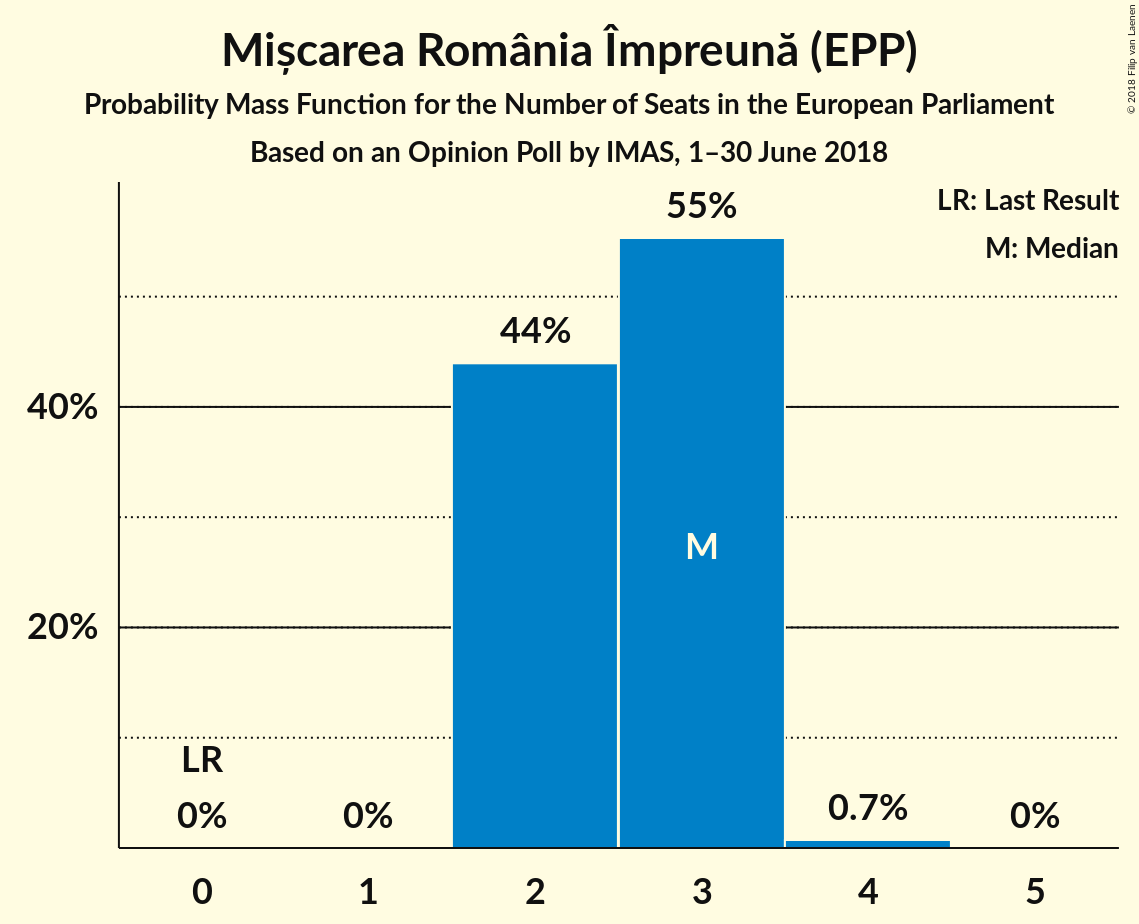 Mișcarea România Împreună (EPP)
Probability Mass Function for the Number of Seats in the European Parliament
Based on an Opinion Poll by IMAS, 1–30 June 2018
© 2018 Filip van Laenen
LR: Last Result
M: Median
55%
44%
40%
M
20%
LR
0%
0%
0.7%
0%
0
1
2
3
4
5